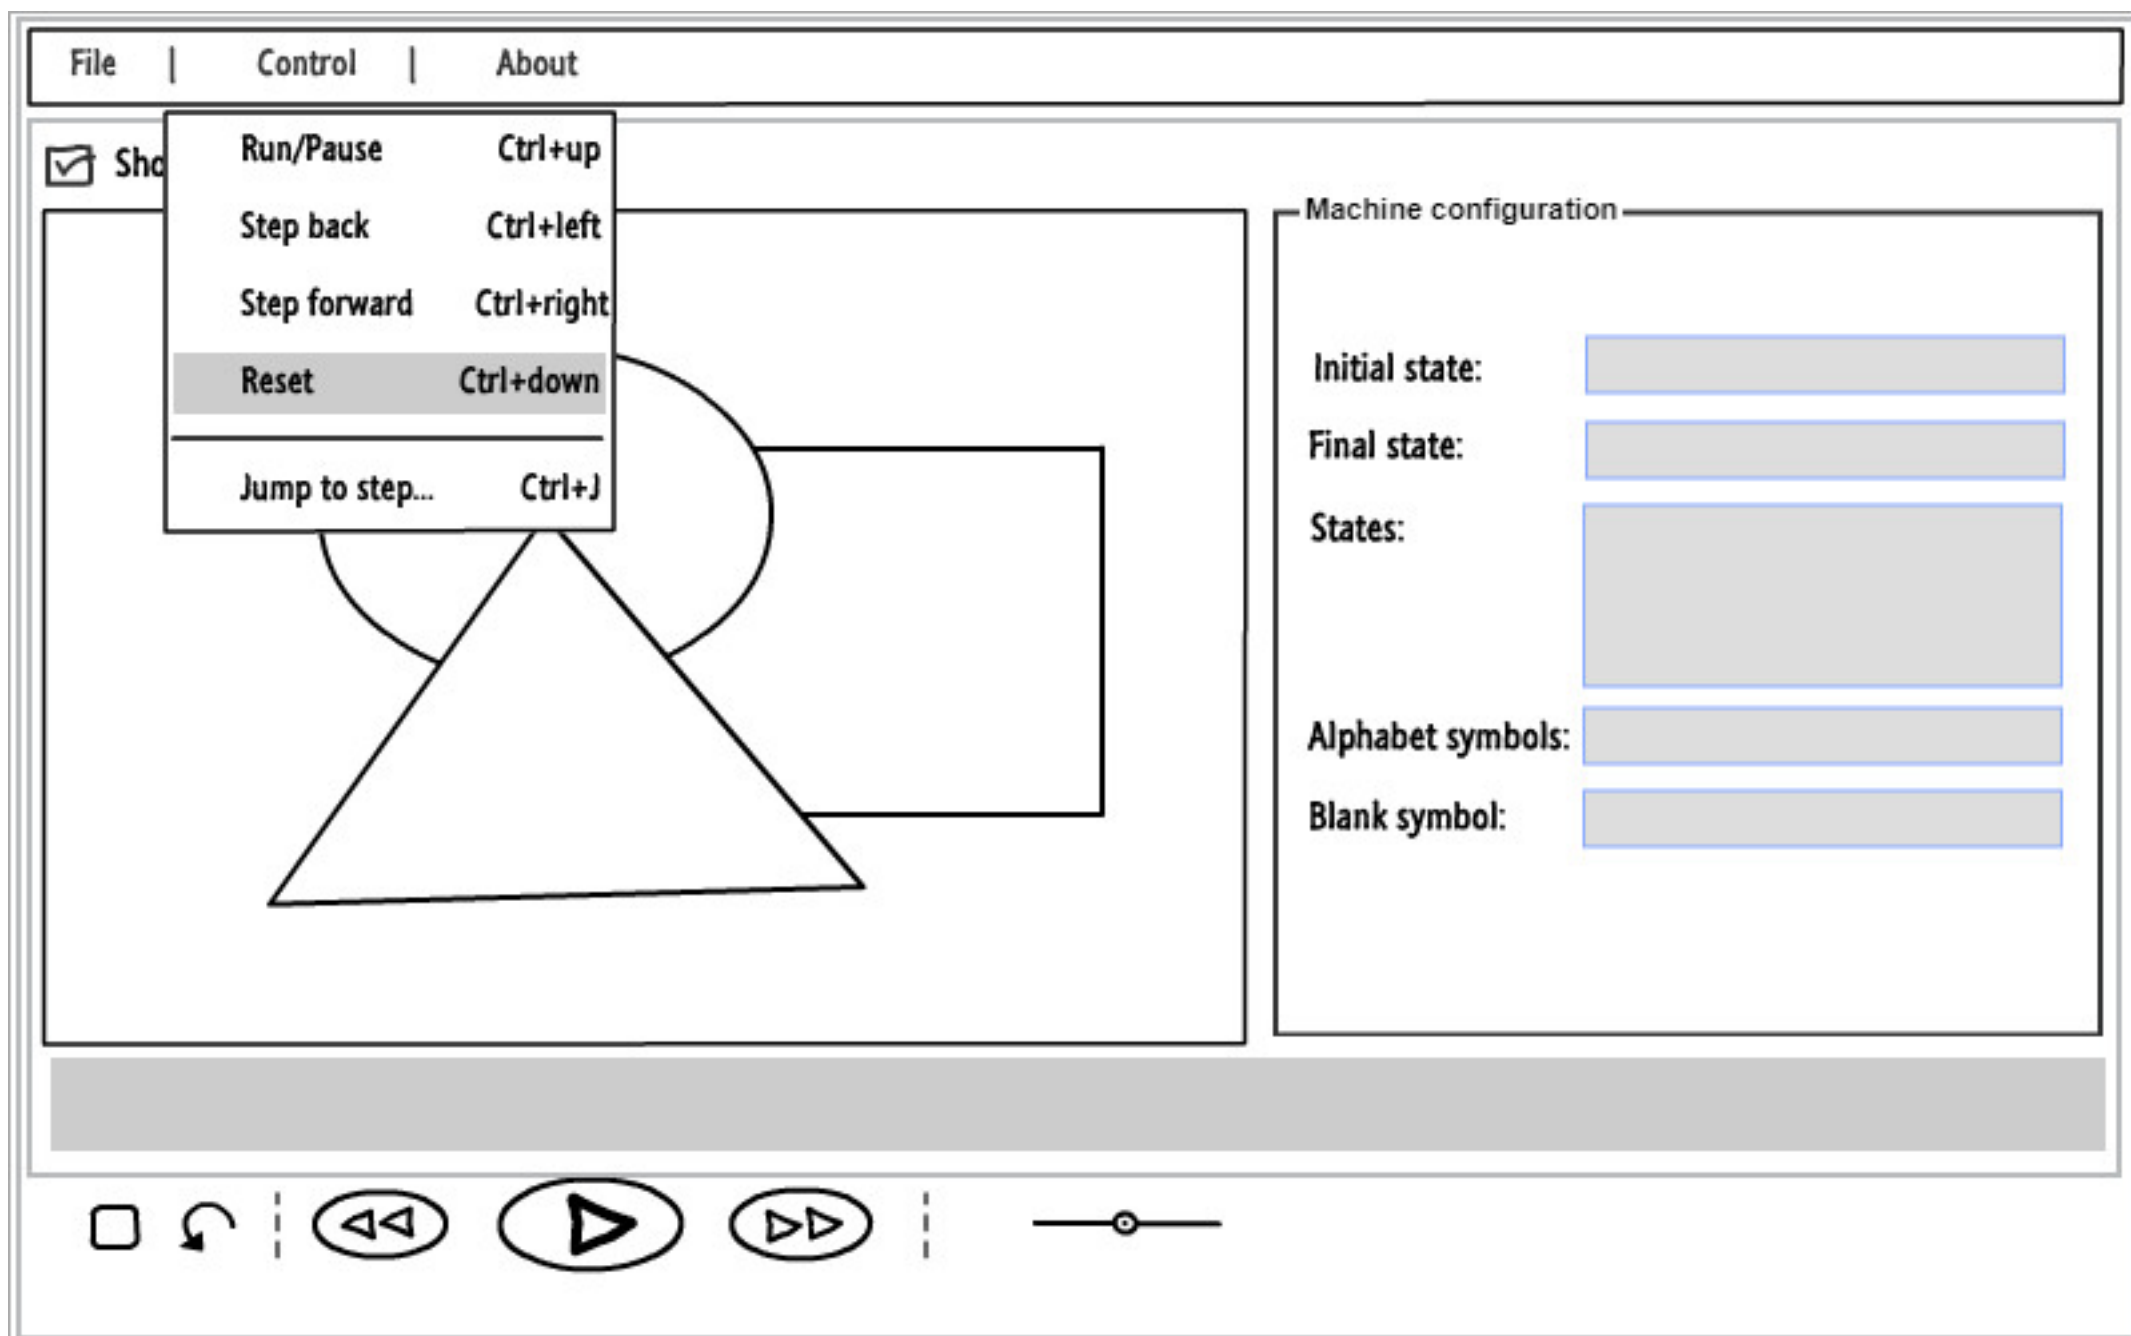 File | Control | About
Run/Pause Ctrl+up
Sho
Step back Ctrl+left
Step forward Ctrl+right
Reset Ctrl+down
Jump to step... Ctrl+J
Machine configuration
Initial state:
Final state:
States:
Alphabet symbols:
Blank symbol: